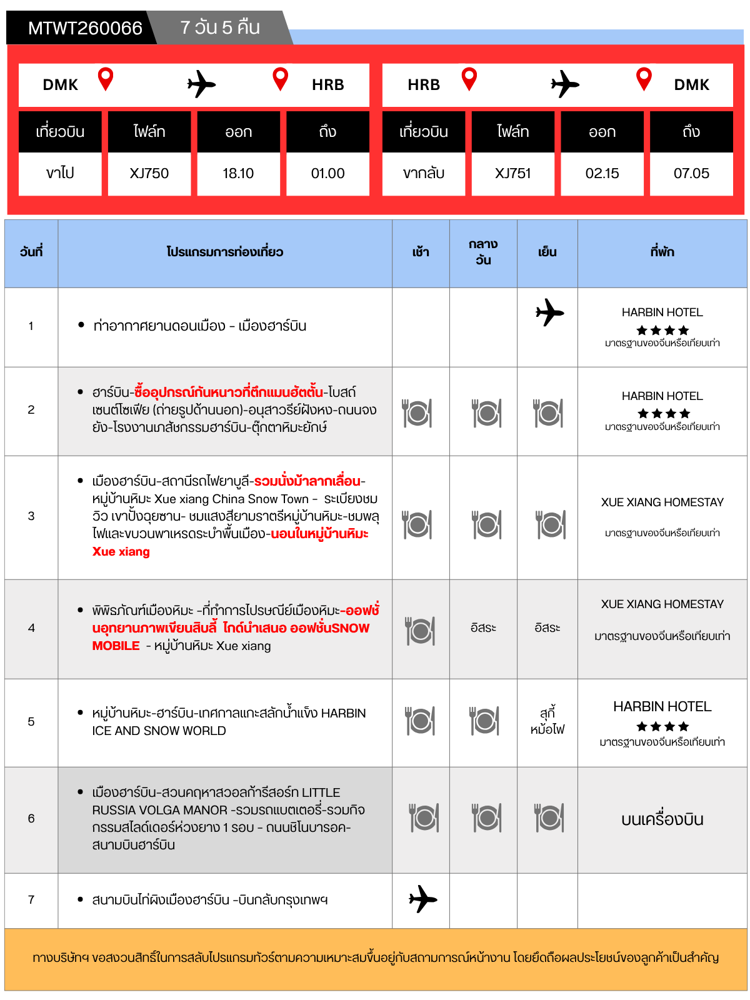 MTWT260066
7 วัน 5 คืน
DMK HRB
HRB DMK
เที่ยวบิน ไฟล์ท ออก ถึง
เที่ยวบิน ไฟล์ท ออก ถึง
ขาไป XJ750 18.10 01.00
ขากลับ XJ751 02.15 07.05
วันที่
โปรแกรมการท่องเที่ยว
เช้า
กลาง
วัน
เย็น
ที่พัก
1
ท่าอากาศยานดอนเมือง - เมืองฮาร์บิน
HARBIN HOTEL
มาตรฐานของจีนหรือเทียบเท่า
2
ฮาร์บิน-ซื้ออุปกรณ์กันหนาวที่ตึกแมนฮัตตั้น-โบสถ์
เซนต์โซเฟีย (ถ่ายรูปด้านนอก)-อนุสาวรีย์ฝังหง-ถนนจง
ยัง-โรงงานเภสัชกรรมฮาร์บิน-ตุ๊กตาหิมะยักษ์
HARBIN HOTEL
มาตรฐานของจีนหรือเทียบเท่า
3
เมืองฮาร์บิน-สถานีรถไฟยาบูลี-รวมนั่งม้าลากเลื่อน-
หมู่บ้านหิมะ Xue xiang China Snow Town - ระเบียงชม
วิว เขาปั้งฉุยซาน- ชมแสงสียามราตรีหมู่บ้านหิมะ-ชมพลุ
ไฟและขบวนพาเหรดระบำพื้นเมือง-นอนในหมู่บ้านหิมะ
Xue xiang
XUE XIANG HOMESTAY
มาตรฐานของจีนหรือเทียบเท่า
4
พิพิธภัณฑ์เมืองหิมะ -ที่ทำการไปรษณีย์เมืองหิมะ-ออฟชั่
นอุทยานภาพเขียนสิบลี้ ไกด์นำเสนอ ออฟชั่นSNOW
MOBILE - หมู่บ้านหิมะ Xue xiang
อิสระ
อิสระ
XUE XIANG HOMESTAY
มาตรฐานของจีนหรือเทียบเท่า
5
หมู่บ้านหิมะ-ฮาร์บิน-เทศกาลแกะสลักน้ำแข็ง HARBIN
ICE AND SNOW WORLD
สุกี้
หม้อไฟ
HARBIN HOTEL
มาตรฐานของจีนหรือเทียบเท่า
6
เมืองฮาร์บิน-สวนคฤหาสวอลก้ารีสอร์ท LITTLE
RUSSIA VOLGA MANOR -รวมรถแบตเตอรี่-รวมกิจ
กรรมสไลด์เดอร์ห่วงยาง 1 รอบ - ถนนชิโนบารอค-
สนามบินฮาร์บิน
บนเครื่องบิน
7
สนามบินไท่ผิงเมืองฮาร์บิน -บินกลับกรุงเทพฯ
ทางบริษัทฯ ขอสงวนสิทธิ์ในการสลับโปรแกรมทัวร์ตามความเหมาะสมขึ้นอยู่กับสถานการณ์หน้างาน โดยยึดถือผลประโยชน์ของลูกค้าเป็นสำคัญ